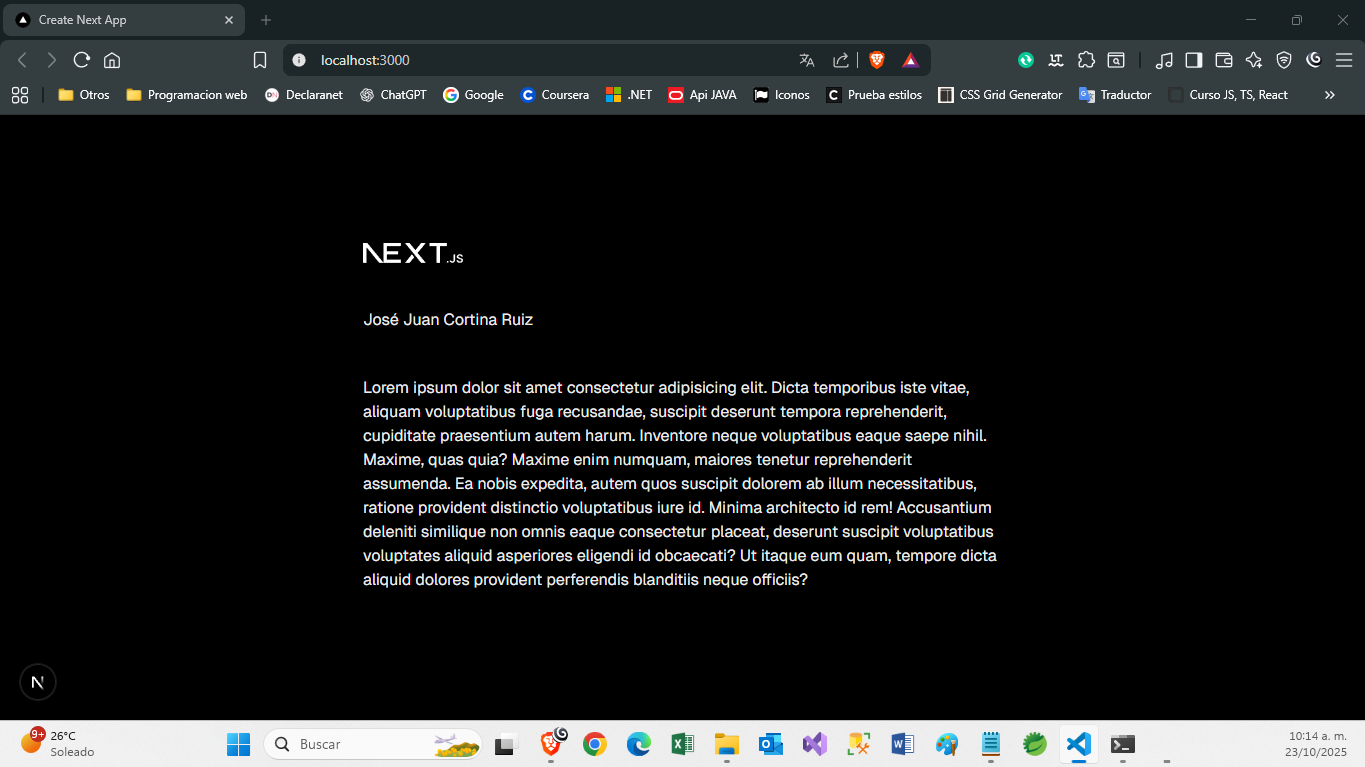 Create Next App
localhost:3000
Otros
Programacion web
DN
Declaranet
ChatGPT
Google
Coursera
.NET
Api JAVA
Iconos
Prueba estilos
CSS Grid Generator
Traductor
Curso JS, TS, React
NEXT.JS
José Juan Cortina Ruiz
Lorem ipsum dolor sit amet consectetur adipisicing elit. Dicta temporibus iste vitae,
aliquam voluptatibus fuga recusandae, suscipit deserunt tempora reprehenderit,
cupiditate praesentium autem harum. Inventore neque voluptatibus eaque saepe nihil.
Maxime, quas quia? Maxime enim numquam, maiores tenetur reprehenderit
assumenda. Ea nobis expedita, autem quos suscipit dolorem ab illum necessitatibus,
ratione provident distinctio voluptatibus iure id. Minima architecto id rem! Accusantium
deleniti similique non omnis eaque consectetur placeat, deserunt suscipit voluptatibus
voluptates aliquid asperiores eligendi id obcaecati? Ut itaque eum quam, tempore dicta
aliquid dolores provident perferendis blanditiis neque officiis?
N
9+
26°C
Soleado
Buscar
10:14 a. m.
23/10/2025